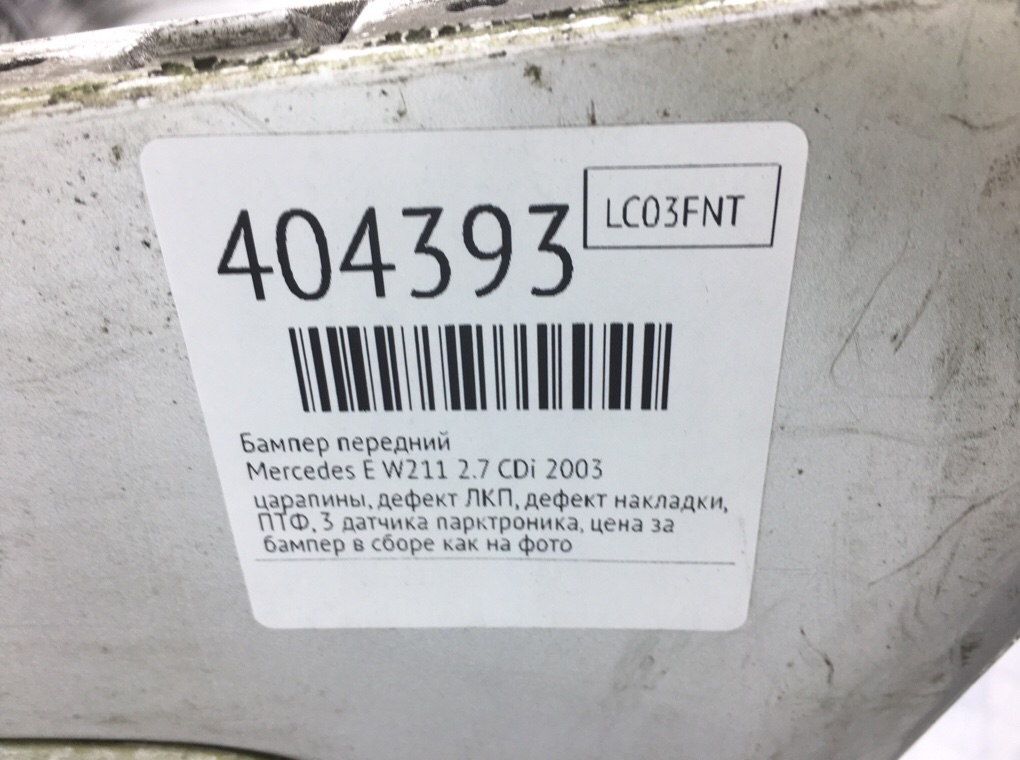 404393
LC03FNT
Бампер передний
Mercedes E W211 2.7 CDi 2003
царапины, дефект ЛКП, дефект накладки,
ПТФ, 3 датчика парктроника, цена за
бампер в сборе как на фото